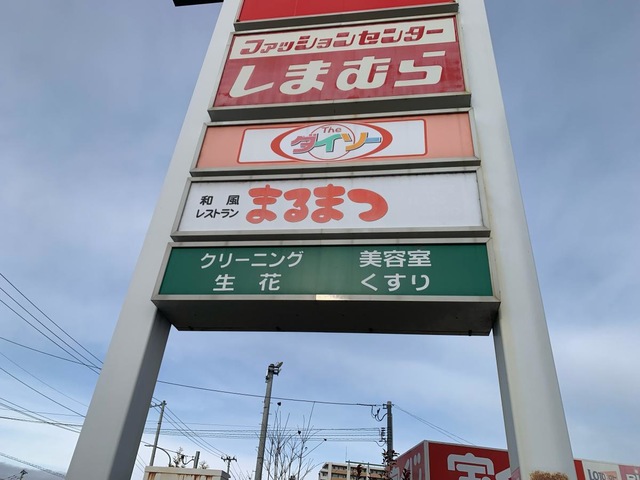 ファッションセンター
しまむら
The
ダイソー
和風
レストラン
まるまつ
クリーニング 美容室
生花 くすり
宝
LOTO